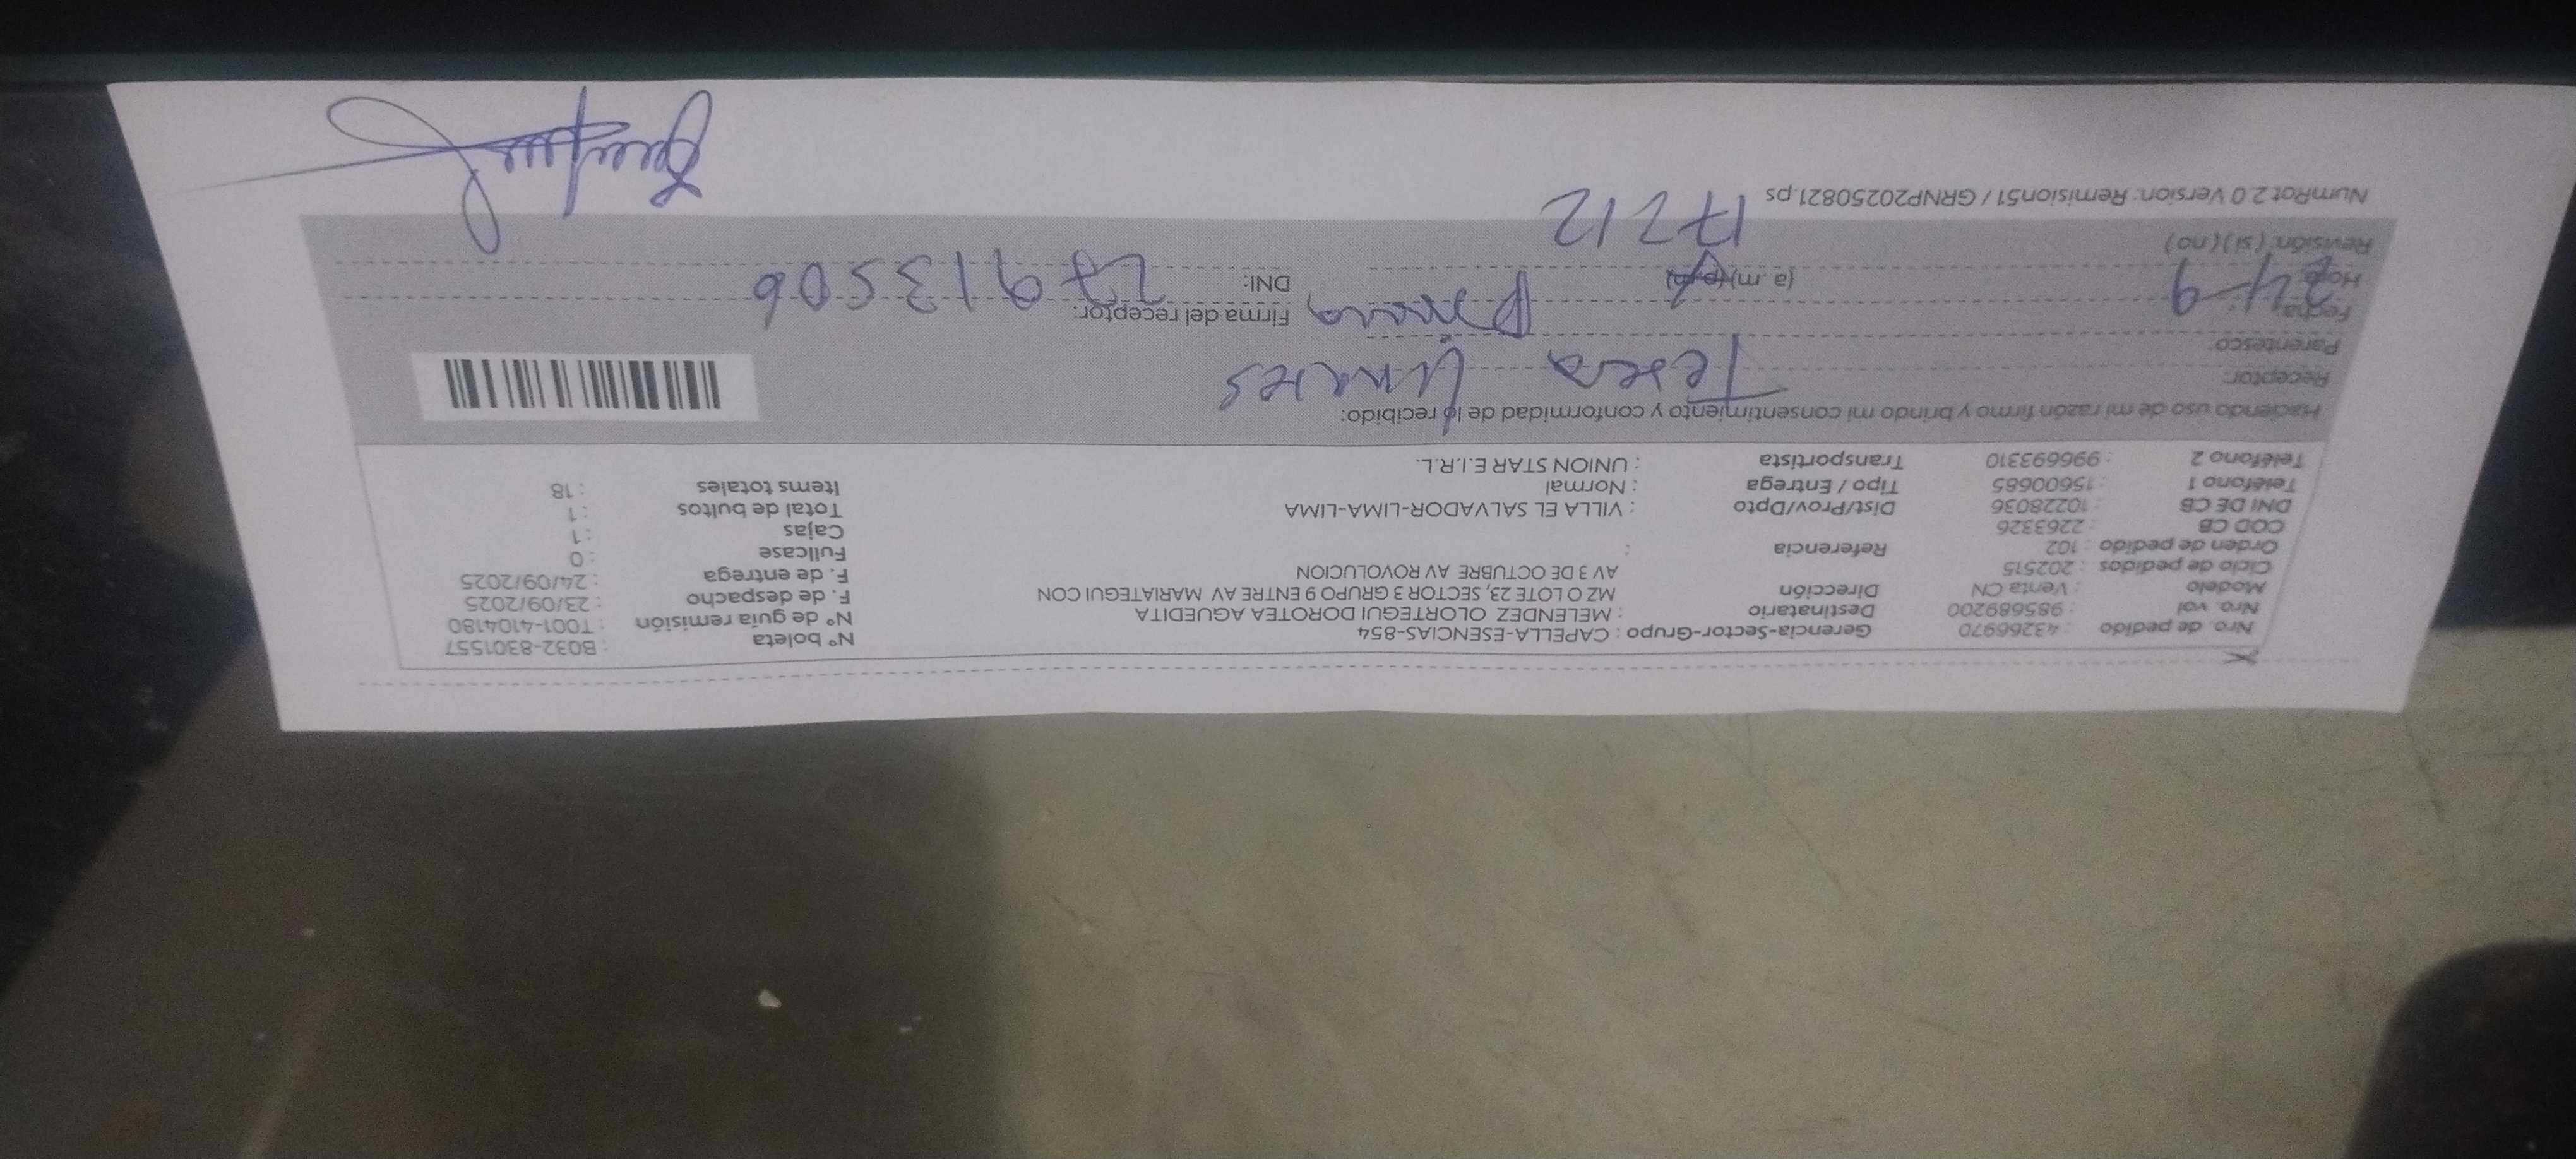 Nro. de pedido : 43266970 Gerencia-Sector-Grupo : CAPELLA-ESENCIAS-854 N° boleta : B032-8301557
Nro. vol : 985689200 Destinatario : MELENDEZ OLORTEGUI DOROTEA AGUEDITA N° de guía remisión : T001-4104180
Modelo : Venta CN Dirección MZ O LOTE 23, SECTOR 3 GRUPO 9 ENTRE AV MARIATEGUI CON F. de despacho : 23/09/2025
Ciclo de pedidos : 202515 AV 3 DE OCTUBRE AV ROVOLUCION F. de entrega : 24/09/2025
Orden de pedido : 102 Referencia : Fullcase : 0
COD CB : 2263326 Cajas : 1
DNI DE CB : 10228036 Dist/Prov/Dpto : VILLA EL SALVADOR-LIMA-LIMA Total de bultos : 1
Teléfono 1 : 15600685 Tipo / Entrega : Normal Items totales : 18
Teléfono 2 : 996693310 Transportista : UNION STAR E.I.R.L.
Haciendo uso de mi razón firmo y brindo mi consentimiento y conformidad de lo recibido:
Receptor:
Parentesco:
Fecha: 24-9 Firma del receptor:
Hora: (a.m)(p.m) DNI:
Revisión: (si) (no) 17212
NumRot 2.0 Version: Remision51 / GRNP20250821.ps